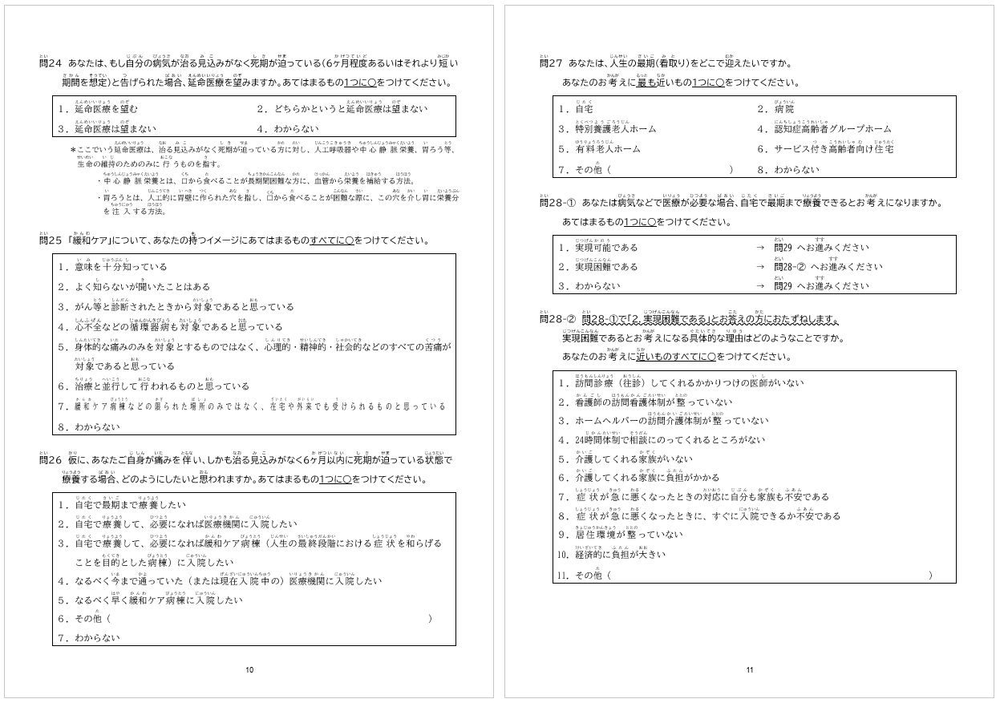 問24 あなたは、もし自分の病気が治る見込みがなく死期が迫っている(6ヶ月程度あるいはそれより短い
期間を想定)と告げられた場合、延命医療を望みますか。あてはまるもの1つに○をつけてください。
1．延命医療を望む 2．どちらかというと延命医療は望まない
3．延命医療は望まない 4．わからない
＊ここでいう延命医療は、治る見込みがなく死期が迫っている方に対し、人工呼吸器や中心静脈栄養、胃ろう等、
生命の維持のためのみに行うものを指す。
・中心静脈栄養とは、口から食べることが長期間困難な方に、血管から栄養を補給する方法。
・胃ろうとは、人工的に胃壁に作られた穴を指し、口から食べることが困難な際に、この穴を介し胃に栄養分
を注入する方法。
問25 「緩和ケア」について、あなたの持つイメージにあてはまるものすべてに○をつけてください。
1．意味を十分知っている
2．よく知らないが聞いたことはある
3．がん等と診断されたときから対象であると思っている
4．心不全などの循環器病も対象であると思っている
5．身体的な痛みのみを対象とするものではなく、心理的・精神的・社会的などのすべての苦痛が
対象であると思っている
6．治療と並行して行われるものと思っている
7．緩和ケア病棟などの限られた場所のみではなく、在宅や外来でも受けられるものと思っている
8．わからない
問26 仮に、あなたご自身が痛みを伴い、しかも治る見込みがなく6ヶ月以内に死期が迫っている状態で
療養する場合、どのようにしたいと思われますか。あてはまるもの1つに○をつけてください。
1．自宅で最期まで療養したい
2．自宅で療養して、必要になれば医療機関に入院したい
3．自宅で療養して、必要になれば緩和ケア病棟（人生の最終段階における症状を和らげる
ことを目的とした病棟）に入院したい
4．なるべく今まで通っていた（または現在入院中の）医療機関に入院したい
5．なるべく早く緩和ケア病棟に入院したい
6．その他（ ）
7．わからない
10
問27 あなたは、人生の最期(看取り)をどこで迎えたいですか。
あなたのお考えに最も近いもの1つに○をつけてください。
1．自宅 2．病院
3．特別養護老人ホーム 4．認知症高齢者グループホーム
5．有料老人ホーム 6．サービス付き高齢者向け住宅
7．その他（ ） 8．わからない
問28-① あなたは病気などで医療が必要な場合、自宅で最期まで療養できるとお考えになりますか。
あてはまるもの1つに○をつけてください。
1．実現可能である → 問29 へお進みください
2．実現困難である → 問28-② へお進みください
3．わからない → 問29 へお進みください
問28-② 問28-①で「2．実現困難である」とお答えの方におたずねします。
実現困難であるとお考えになる具体的な理由はどのようなことですか。
あなたのお考えに近いものすべてに○をつけてください。
1．訪問診療（往診）してくれるかかりつけの医師がいない
2．看護師の訪問看護体制が整っていない
3．ホームヘルパーの訪問介護体制が整っていない
4．24時間体制で相談にのってくれるところがない
5．介護してくれる家族がいない
6．介護してくれる家族に負担がかかる
7．症状が急に悪くなったときの対応に自分も家族も不安である
8．症状が急に悪くなったときに、すぐに入院できるか不安である
9．居住環境が整っていない
10．経済的に負担が大きい
11．その他（ ）
11